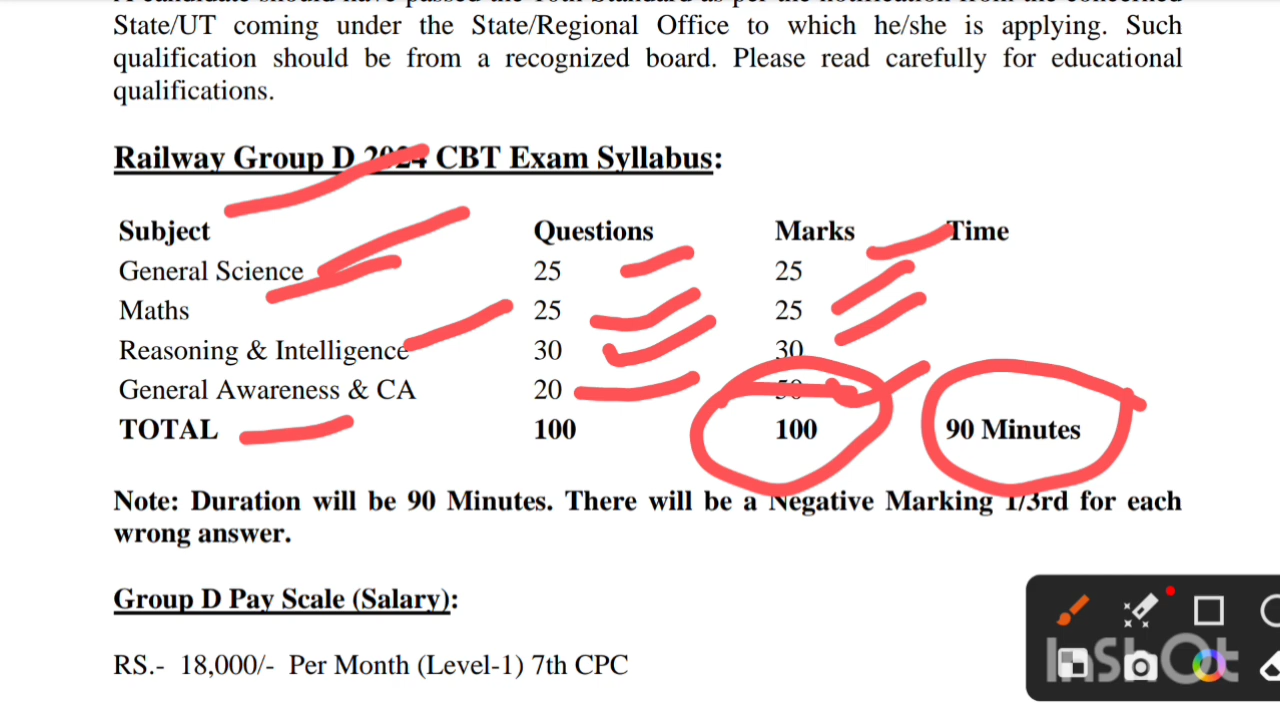 State/UT coming under the State/Regional Office to which he/she is applying. Such
qualification should be from a recognized board. Please read carefully for educational
qualifications.
Railway Group D 2024 CBT Exam Syllabus:
Subject Questions Marks Time
General Science 25 25
Maths 25 25
Reasoning & Intelligence 30 30
General Awareness & CA 20
TOTAL 100 100 90 Minutes
Note: Duration will be 90 Minutes. There will be a Negative Marking 1/3rd for each
wrong answer.
Group D Pay Scale (Salary):
RS.- 18,000/- Per Month (Level-1) 7th CPC
InShOt